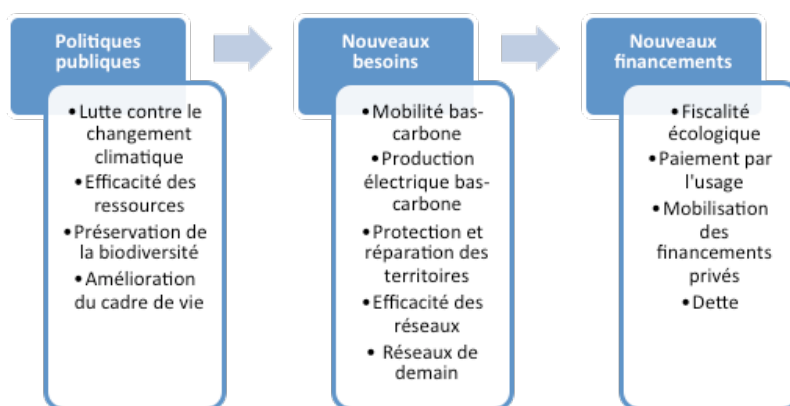 Politiques
publiques
•Lutte contre le
changement
climatique
•Efficacité des
ressources
•Préservation de
la biodiversité
•Amélioration
du cadre de vie
Nouveaux
besoins
•Mobilité bas-
carbone
•Production
électrique bas-
carbone
•Protection et
réparation des
territoires
•Efficacité des
réseaux
• Réseaux de
demain
Nouveaux
financements
•Fiscalité
écologique
•Paiement par
l'usage
•Mobilisation
des
financements
privés
•Dette